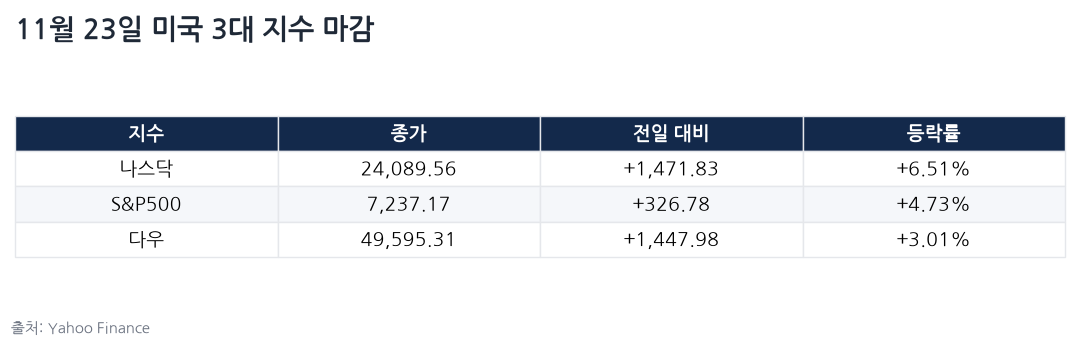 11월 23일 미국 3대 지수 마감
지수 종가 전일 대비 등락률
나스닥 24,089.56 +1,471.83 +6.51%
S&P500 7,237.17 +326.78 +4.73%
다우 49,595.31 +1,447.98 +3.01%
출처: Yahoo Finance